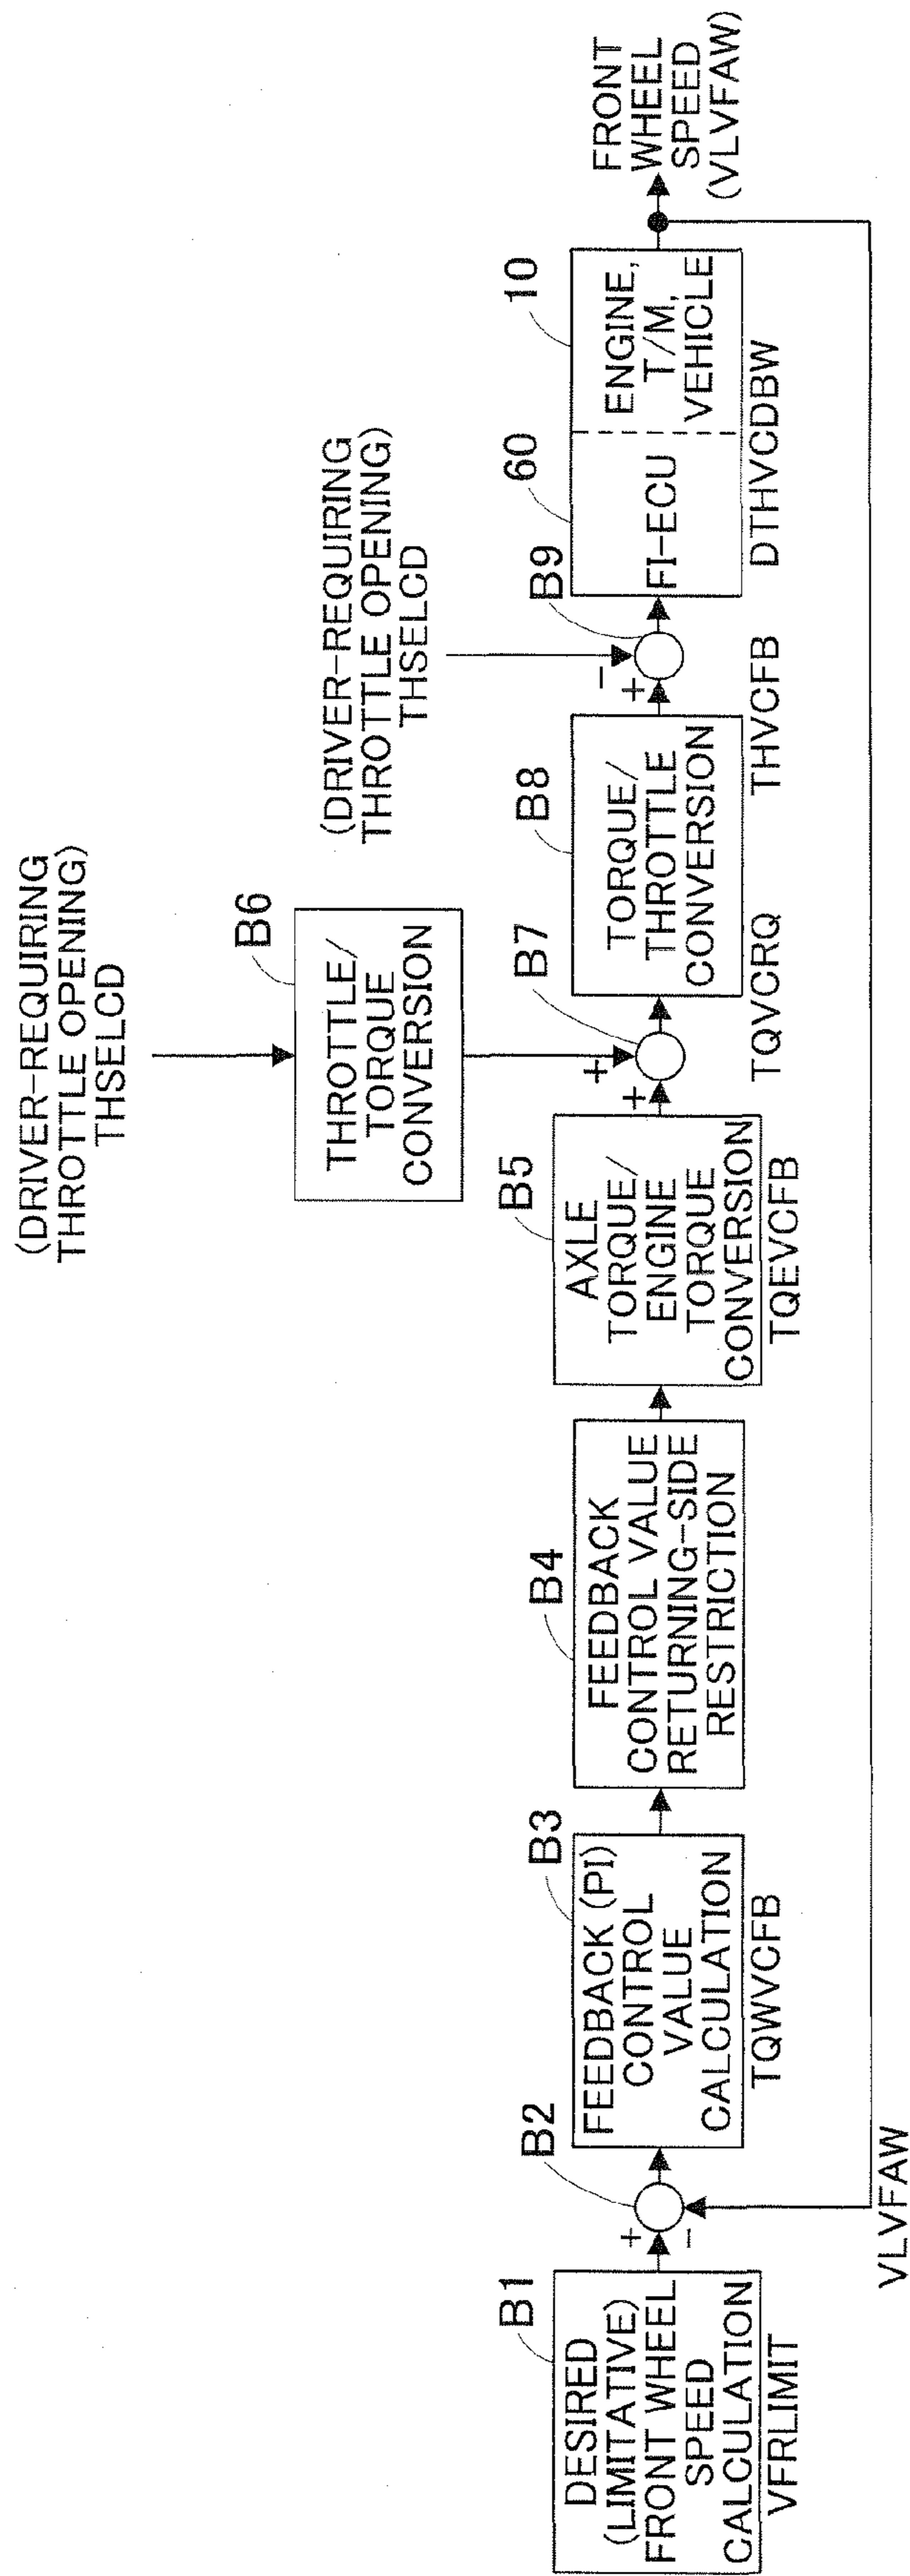 (DRIVER-REQUIRING
THROTTLE OPENING)
THSELCD
B6
THROTTLE/
TORQUE
CONVERSION
(DRIVER-REQUIRING
THROTTLE OPENING)
THSELCD
B1
DESIRED
(LIMITATIVE)
FRONT WHEEL
SPEED
CALCULATION
VFRLIMIT
B2
+
-
B3
FEEDBACK (PI)
CONTROL
VALUE
CALCULATION
TQWVCFB
B4
FEEDBACK
CONTROL VALUE
RETURNING-SIDE
RESTRICTION
B5
AXLE
TORQUE/
ENGINE
TORQUE
CONVERSION
TQEVCFB
B7
+
+
TQVCRQ
B8
TORQUE/
THROTTLE
CONVERSION
THVCFB
B9
-
+
60
FI-ECU
DTHVCDBW
10
ENGINE,
T/M,
VEHICLE
FRONT
WHEEL
SPEED
(VLVFAW)
VLVFAW